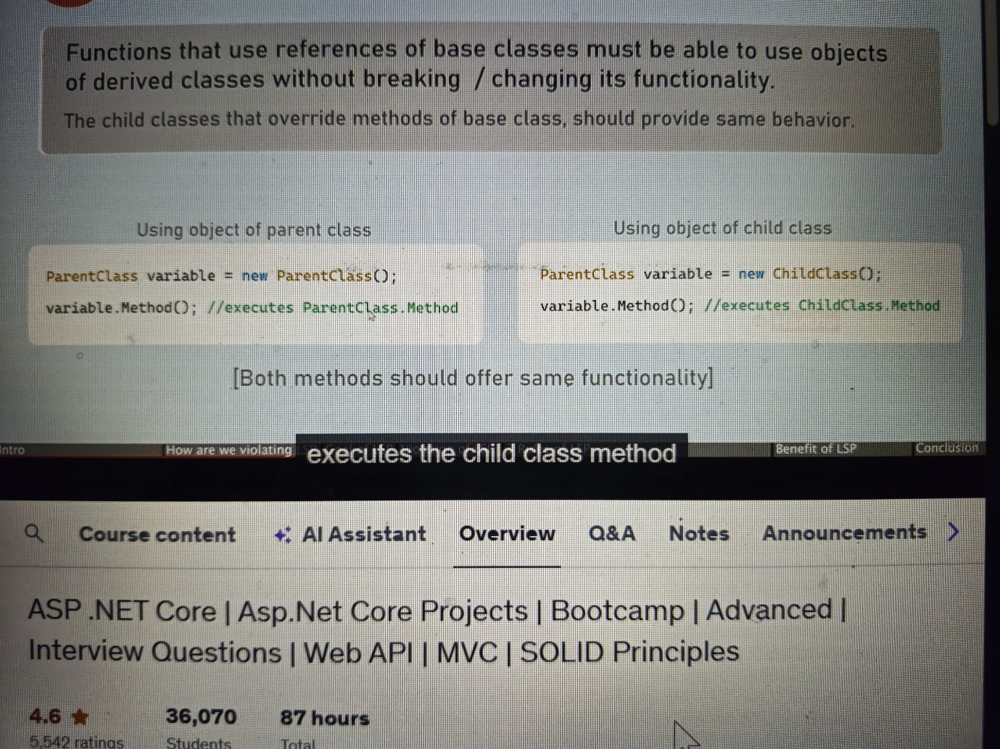 Functions that use references of base classes must be able to use objects
of derived classes without breaking / changing its functionality.
The child classes that override methods of base class, should provide same behavior.
Using object of parent class
ParentClass variable = new ParentClass();
variable.Method(); //executes ParentClass.Method
Using object of child class
ParentClass variable = new ChildClass();
variable.Method(); //executes ChildClass.Method
[Both methods should offer same functionality]
Intro
How are we violating
executes the child class method
Benefit of LSP
Conclusion
Course content
AI Assistant
Overview
Q&A
Notes
Announcements
ASP .NET Core | Asp.Net Core Projects | Bootcamp | Advanced |
Interview Questions | Web API | MVC | SOLID Principles
4.6 ★
5,542 ratings
36,070
Students
87 hours
Total